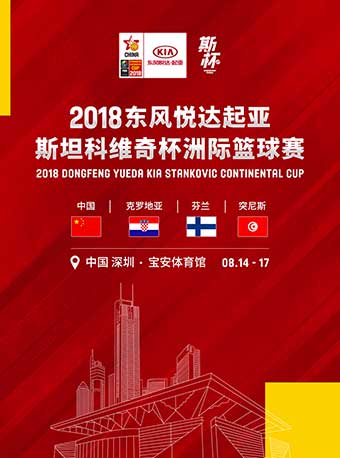 CHINA
2018
KIA
东风悦达·起亚
斯杯
2018东风悦达起亚
斯坦科维奇杯洲际篮球赛
2018 DONGFENG YUEDA KIA STANKOVIC CONTINENTAL CUP
中国 克罗地亚 芬兰 突尼斯
中国 深圳·宝安体育馆 08.14 - 17